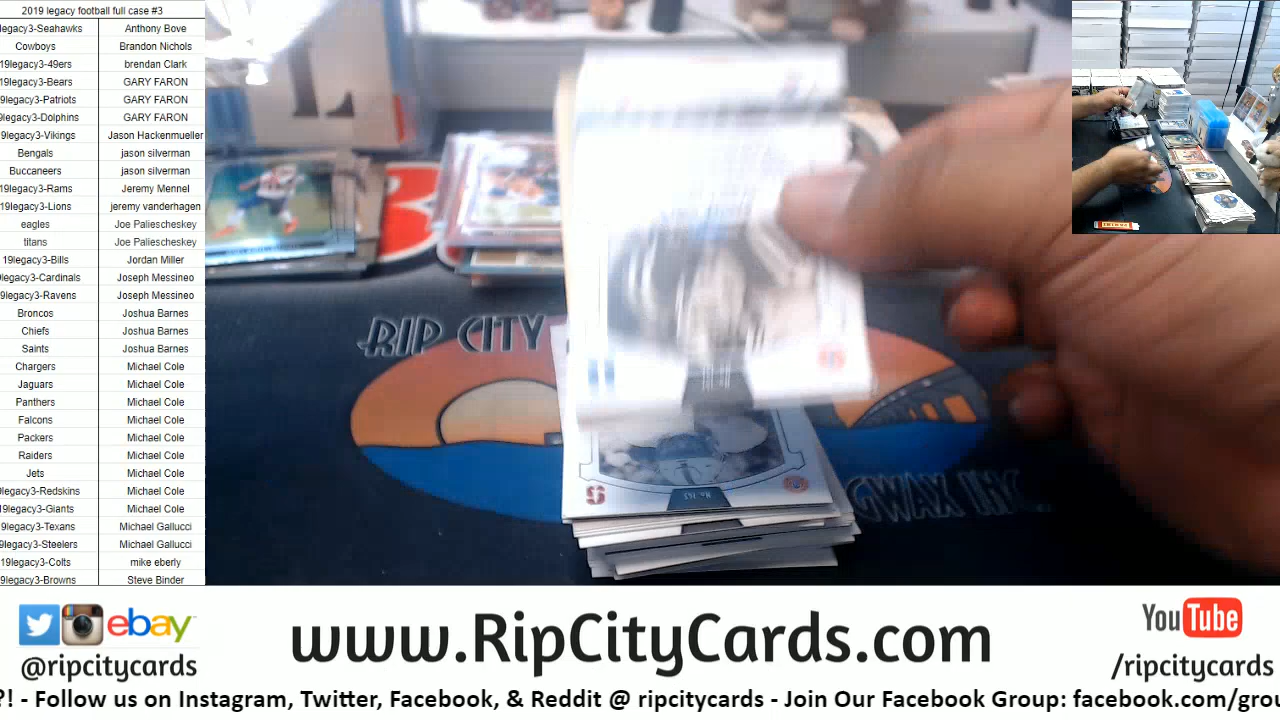 2019 legacy football full case #3
legacy3-Seahawks Anthony Bove
Cowboys Brandon Nichols
19legacy3-49ers brendan Clark
19legacy3-Bears GARY FARON
9legacy3-Patriots GARY FARON
9legacy3-Dolphins GARY FARON
9legacy3-Vikings Jason Hackenmueller
Bengals jason silverman
Buccaneers jason silverman
19legacy3-Rams Jeremy Mennel
19legacy3-Lions jeremy vanderhagen
eagles Joe Paliescheskey
titans Joe Paliescheskey
19legacy3-Bills Jordan Miller
9legacy3-Cardinals Joseph Messineo
9legacy3-Ravens Joseph Messineo
Broncos Joshua Barnes
Chiefs Joshua Barnes
Saints Joshua Barnes
Chargers Michael Cole
Jaguars Michael Cole
Panthers Michael Cole
Falcons Michael Cole
Packers Michael Cole
Raiders Michael Cole
Jets Michael Cole
9legacy3-Redskins Michael Cole
9legacy3-Giants Michael Cole
19legacy3-Texans Michael Gallucci
9legacy3-Steelers Michael Gallucci
19legacy3-Colts mike eberly
9legacy3-Browns Steve Binder
RIP CITY
GWAX INC
No. 143
ebay
@ripcitycards
www.RipCityCards.com
YouTube
/ripcitycards
?! - Follow us on Instagram, Twitter, Facebook, & Reddit @ ripcitycards - Join Our Facebook Group: facebook.com/grou